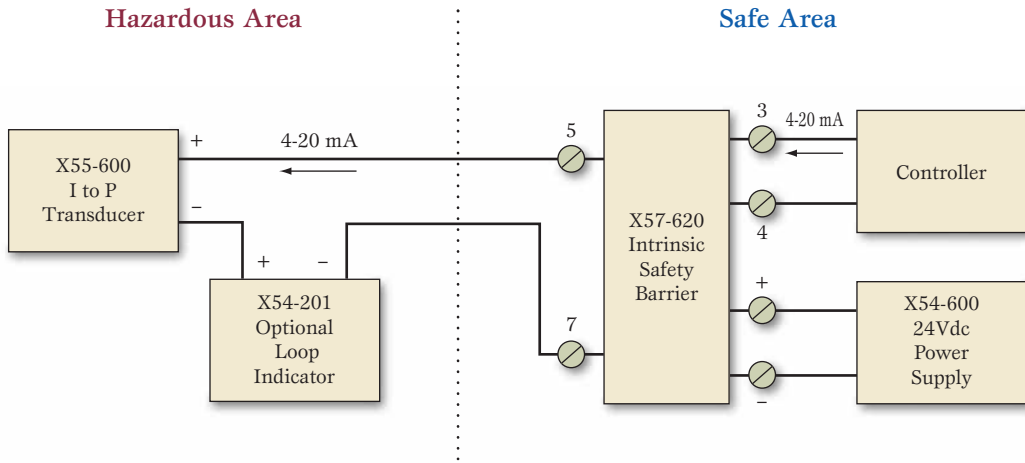 Hazardous Area
Safe Area
X55-600
I to P
Transducer
+
–
4-20 mA
+
–
X54-201
Optional
Loop
Indicator
5
7
X57-620
Intrinsic
Safety
Barrier
3
4-20 mA
4
Controller
+
–
X54-600
24Vdc
Power
Supply